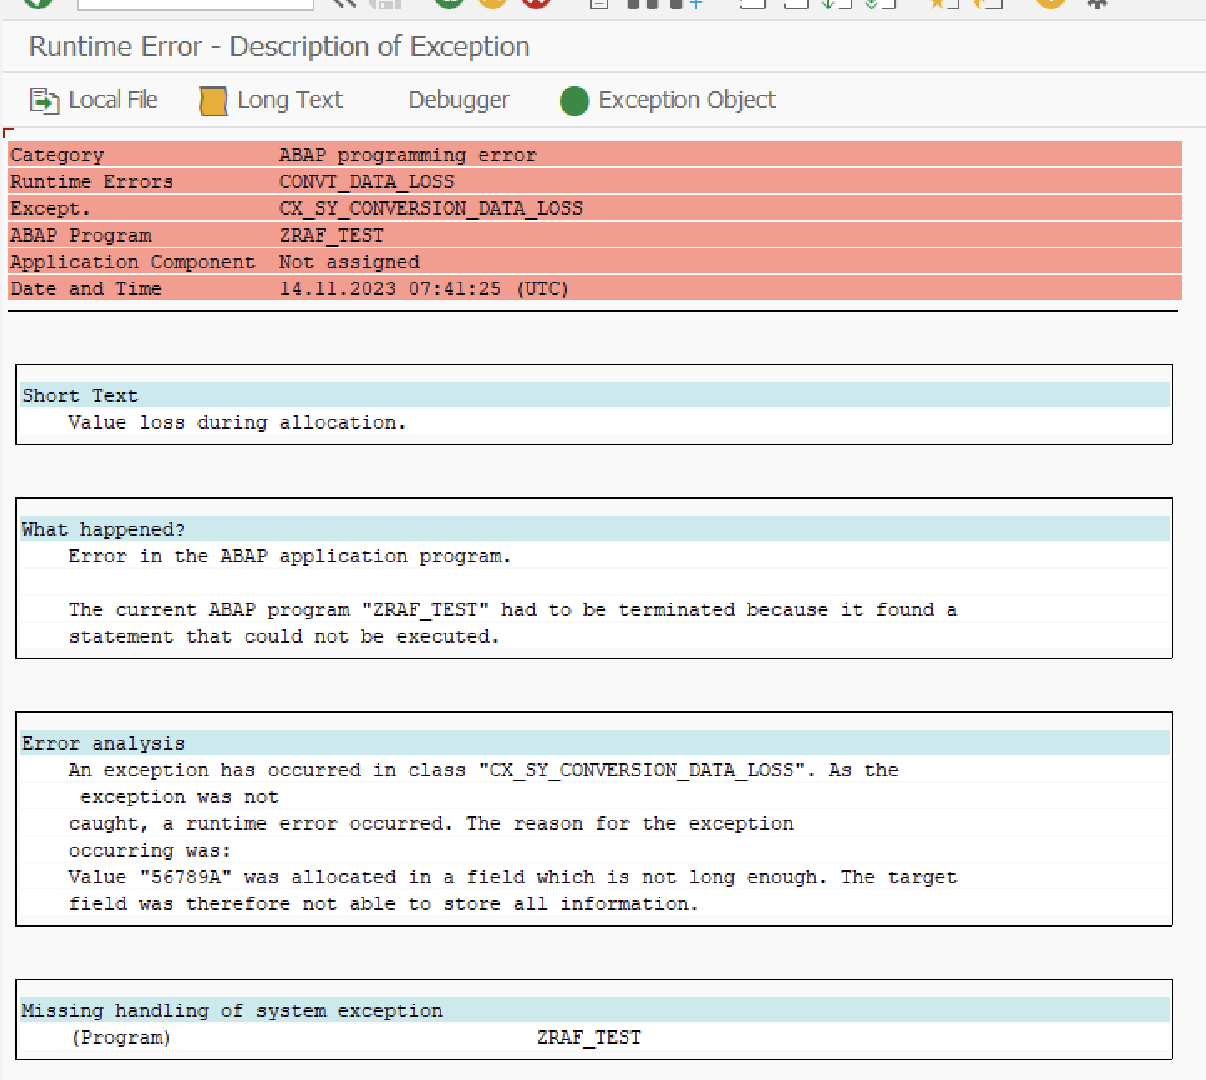 Runtime Error - Description of Exception
Local File Long Text Debugger Exception Object
Category ABAP programming error
Runtime Errors CONVT_DATA_LOSS
Except. CX_SY_CONVERSION_DATA_LOSS
ABAP Program ZRAF_TEST
Application Component Not assigned
Date and Time 14.11.2023 07:41:25 (UTC)
Short Text
Value loss during allocation.
What happened?
Error in the ABAP application program.
The current ABAP program "ZRAF_TEST" had to be terminated because it found a
statement that could not be executed.
Error analysis
An exception has occurred in class "CX_SY_CONVERSION_DATA_LOSS". As the
exception was not
caught, a runtime error occurred. The reason for the exception
occurring was:
Value "56789A" was allocated in a field which is not long enough. The target
field was therefore not able to store all information.
Missing handling of system exception
(Program) ZRAF_TEST